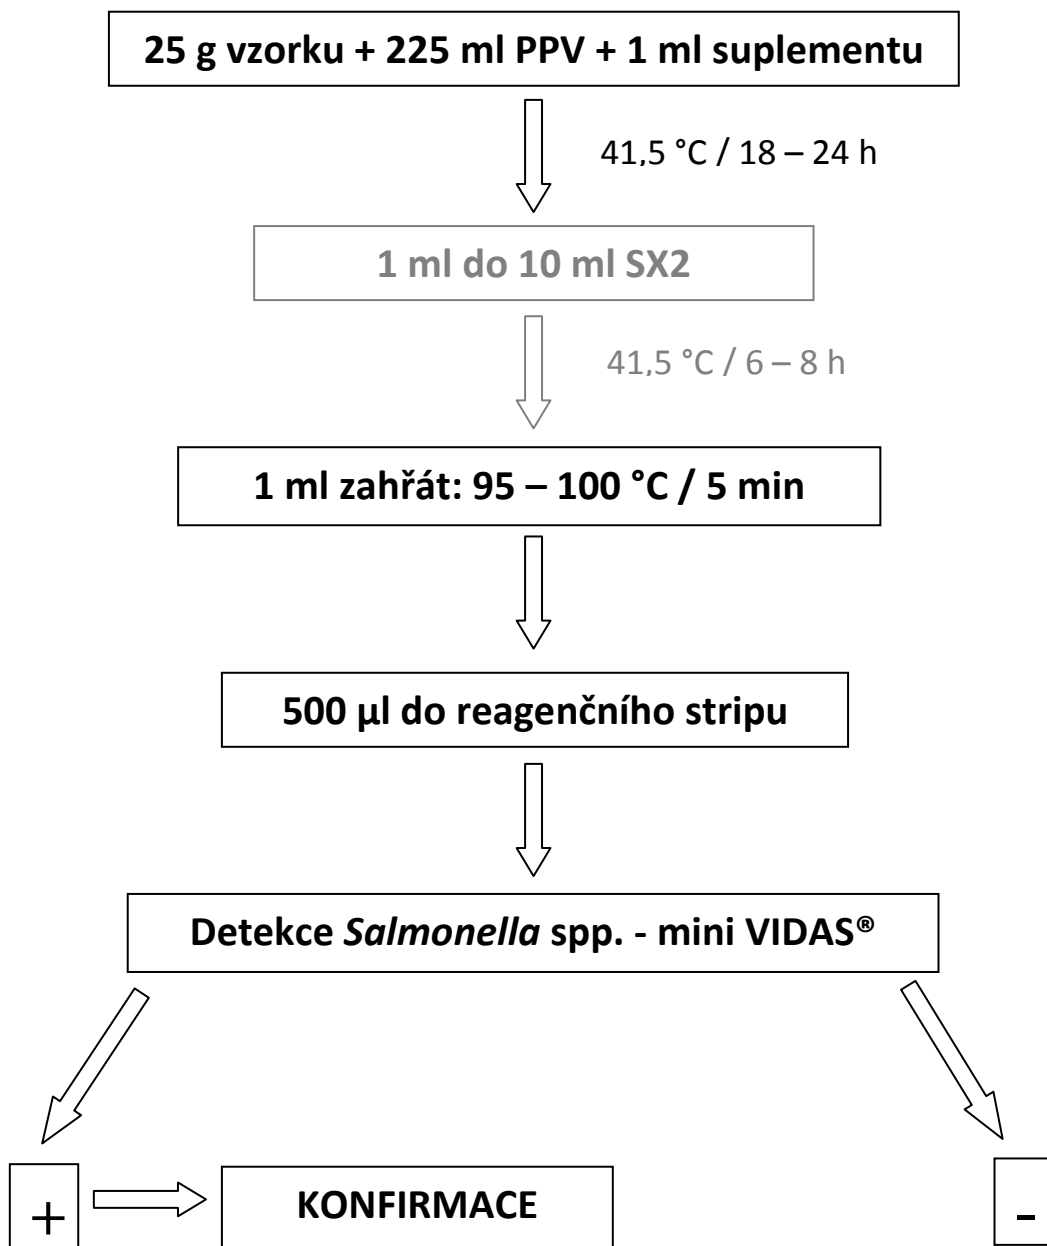 25 g vzorku + 225 ml PPV + 1 ml suplementu
41,5 °C / 18 – 24 h
1 ml do 10 ml SX2
41,5 °C / 6 – 8 h
1 ml zahřát: 95 – 100 °C / 5 min
500 µl do reagenčního stripu
Detekce Salmonella spp. - mini VIDAS®
+
KONFIRMACE
-